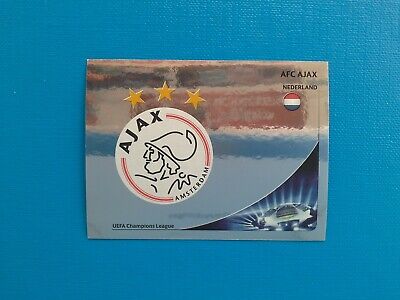 AFC AJAX
NEDERLAND
AJAX
AMSTERDAM
UEFA Champions League